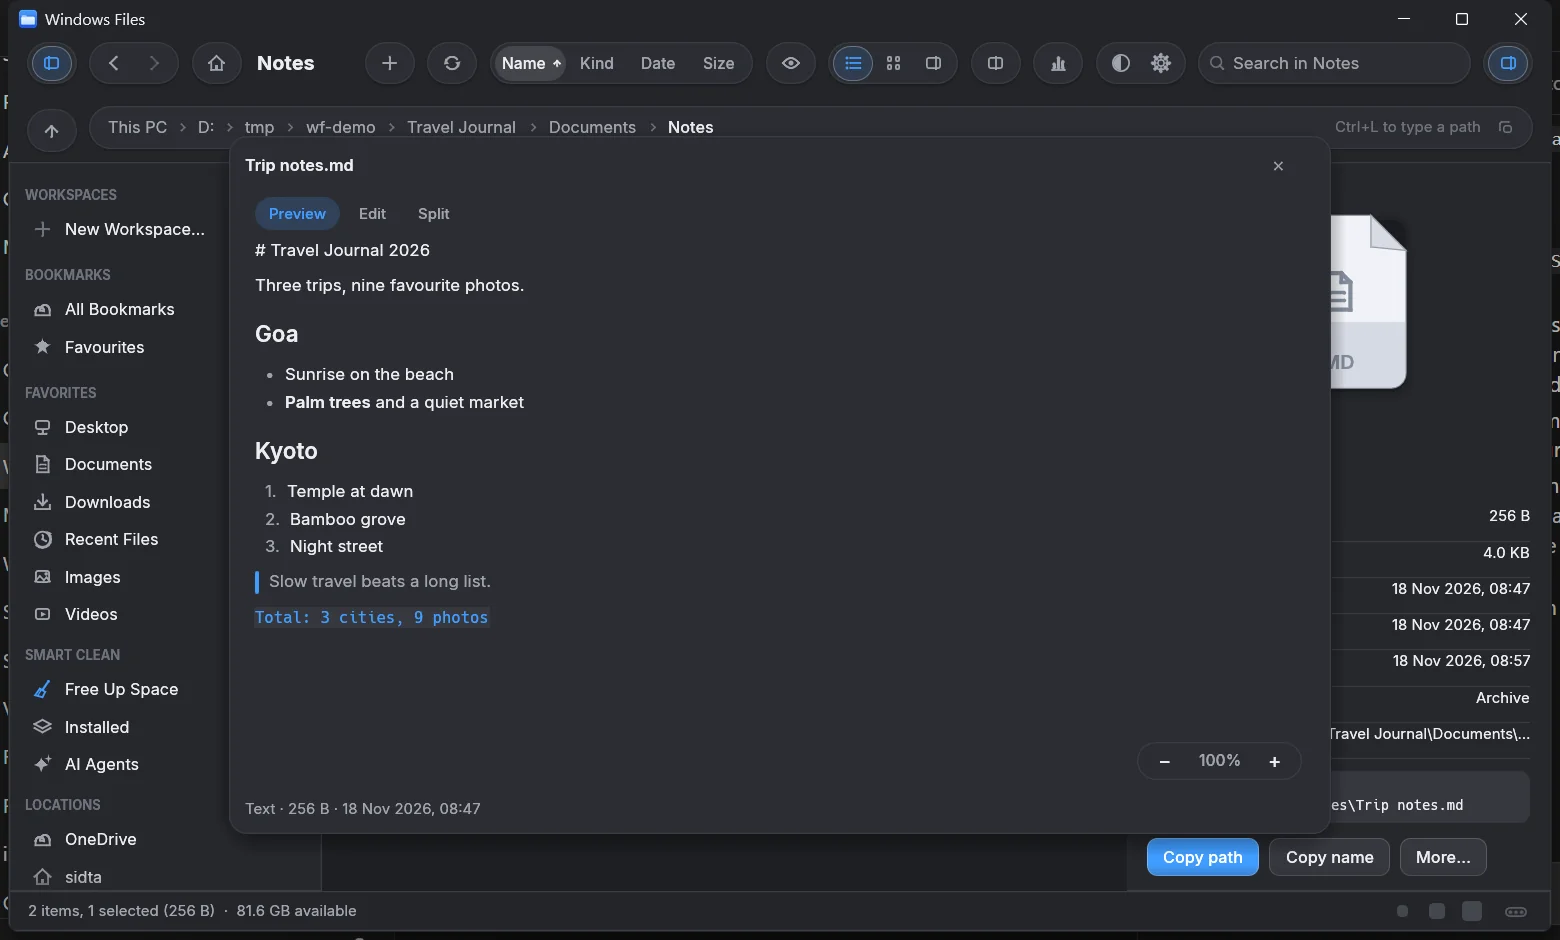 Windows Files
Notes
Name Kind Date Size
Search in Notes
This PC > D: > tmp > wf-demo > Travel Journal > Documents > Notes
Ctrl+L to type a path
WORKSPACES
New Workspace...
BOOKMARKS
All Bookmarks
Favourites
FAVORITES
Desktop
Documents
Downloads
Recent Files
Images
Videos
SMART CLEAN
Free Up Space
Installed
AI Agents
LOCATIONS
OneDrive
sidta
Trip notes.md
Preview Edit Split
# Travel Journal 2026
Three trips, nine favourite photos.
Goa
• Sunrise on the beach
• Palm trees and a quiet market
Kyoto
1. Temple at dawn
2. Bamboo grove
3. Night street
Slow travel beats a long list.
Total: 3 cities, 9 photos
− 100% +
Text · 256 B · 18 Nov 2026, 08:47
MD
256 B
4.0 KB
18 Nov 2026, 08:47
18 Nov 2026, 08:47
18 Nov 2026, 08:57
Archive
Travel Journal\Documents\...
es\Trip notes.md
Copy path Copy name More...
2 items, 1 selected (256 B) · 81.6 GB available